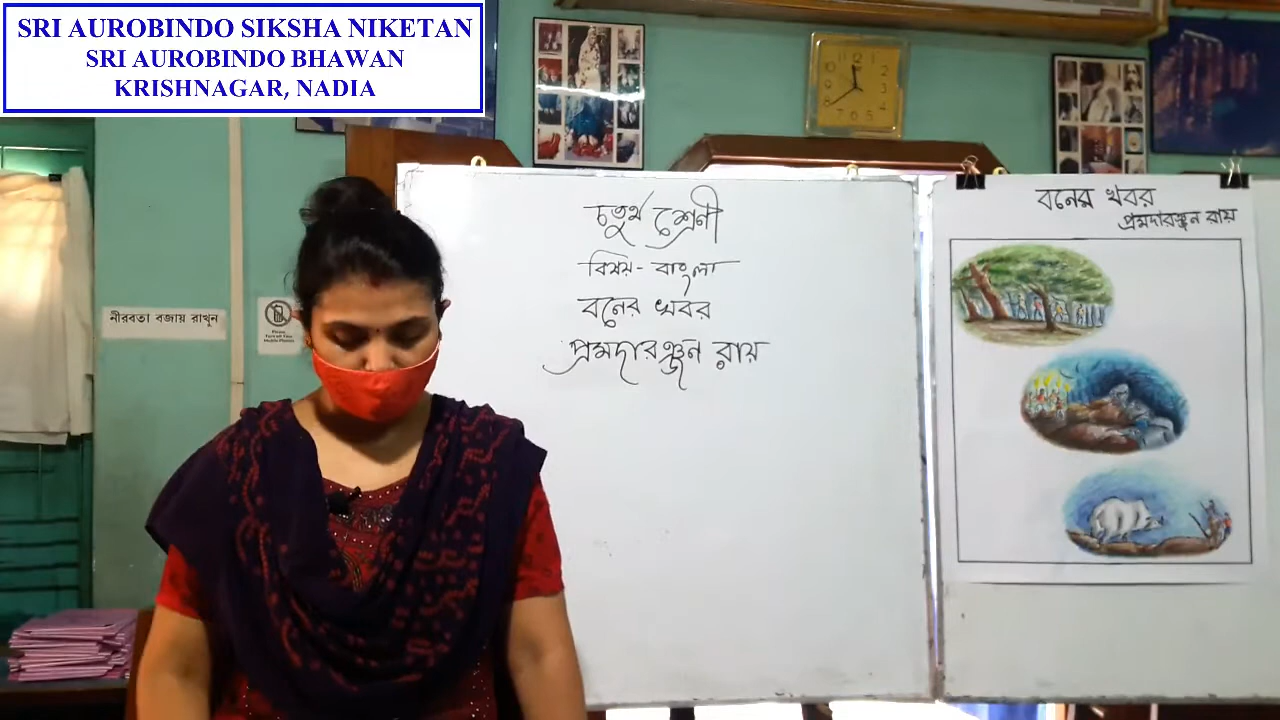 SRI AUROBINDO SIKSHA NIKETAN
SRI AUROBINDO BHAWAN
KRISHNAGAR, NADIA
নীরবতা বজায় রাখুন
চতুর্থ শ্রেণী
বিষয় - বাংলা
বনের খবর
প্রমদারঞ্জন রায়
বনের খবর
প্রমদারঞ্জন রায়